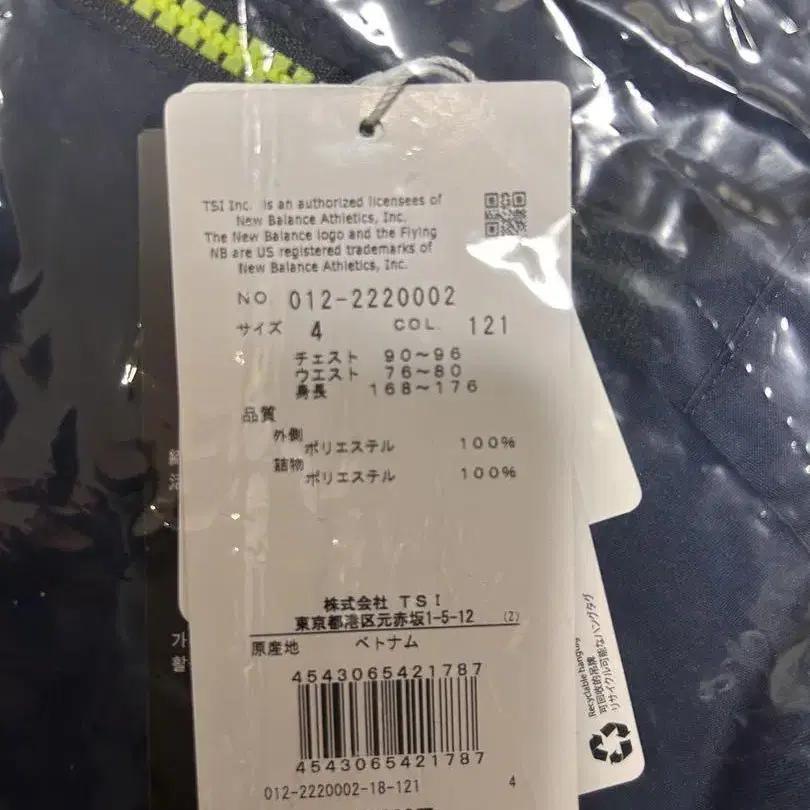 TSI Inc. is an authorized licensees of
New Balance Athletics, Inc.
The New Balance logo and the Flying
NB are US registered trademarks of
New Balance Athletics, Inc.
NO 012-2220002
サイズ 4 COL. 121
チェスト 90～96
ウエスト 76～80
身長 168～176
品質
外側
ポリエステル 100%
詰物
ポリエステル 100%
株式会社 TSI
東京都港区元赤坂1-5-12 (2)
原産地 ベトナム
4543065421787
4543065421787
012-2220002-18-121 4
Recyclable hangtag
可回收的吊牌
リサイクル可能なハングタグ